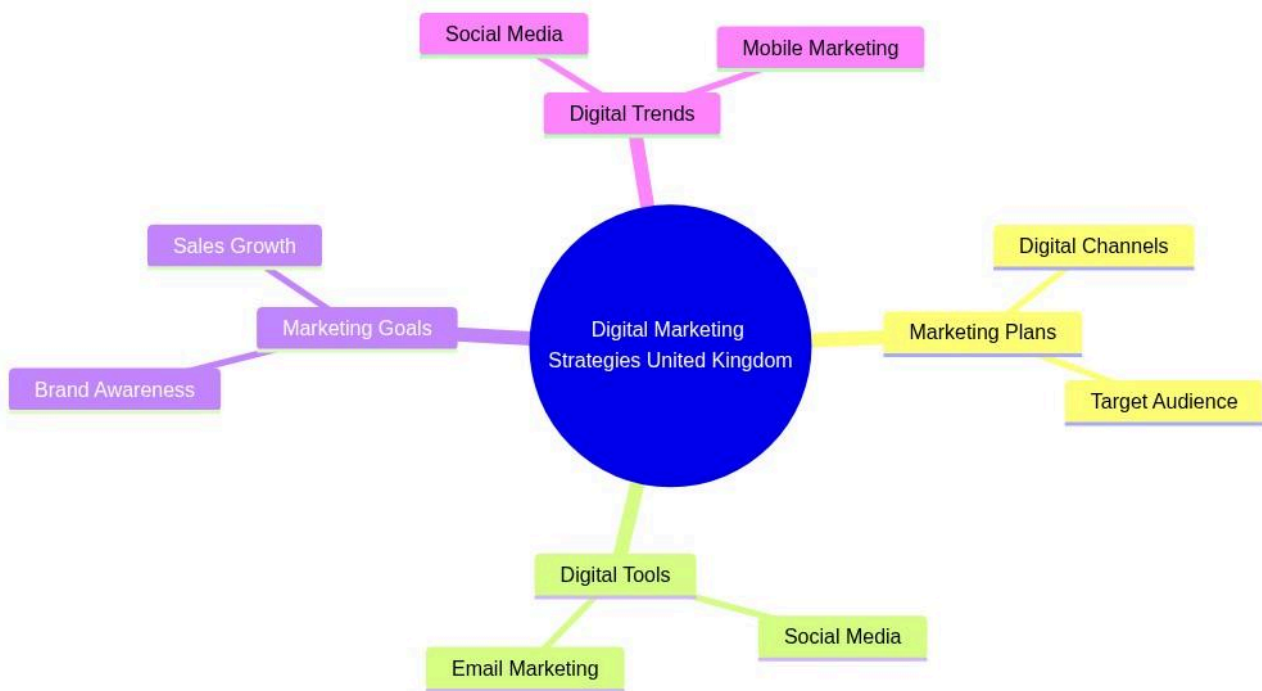 Social Media
Mobile Marketing
Digital Trends
Sales Growth
Digital Channels
Marketing Goals
Digital Marketing
Strategies United Kingdom
Marketing Plans
Brand Awareness
Target Audience
Digital Tools
Social Media
Email Marketing